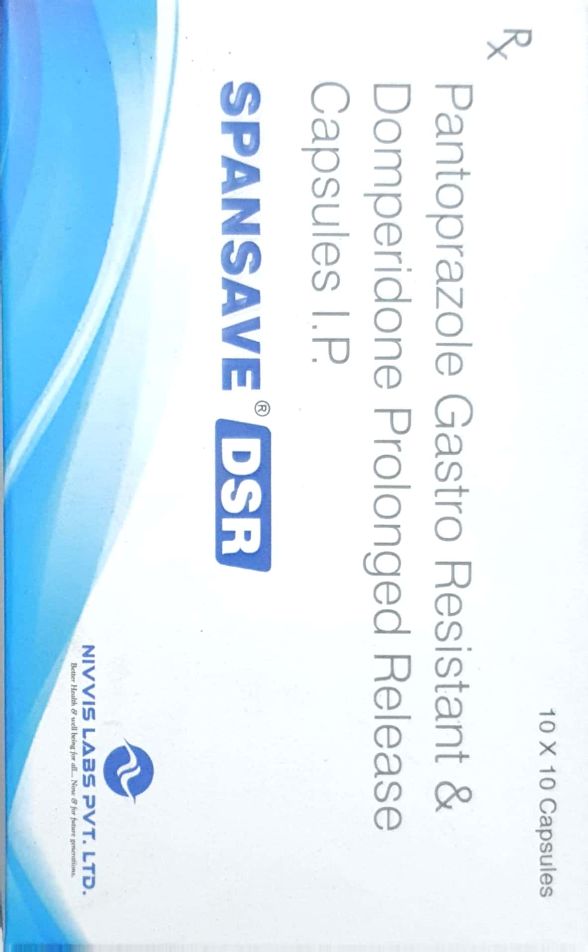 10 X 10 Capsules
Rx
Pantoprazole Gastro Resistant &
Domperidone Prolonged Release
Capsules I.P.
SPANSAVE® DSR
NIVVIS LABS PVT. LTD.
Better Health & well being for all... Now & for future generations.